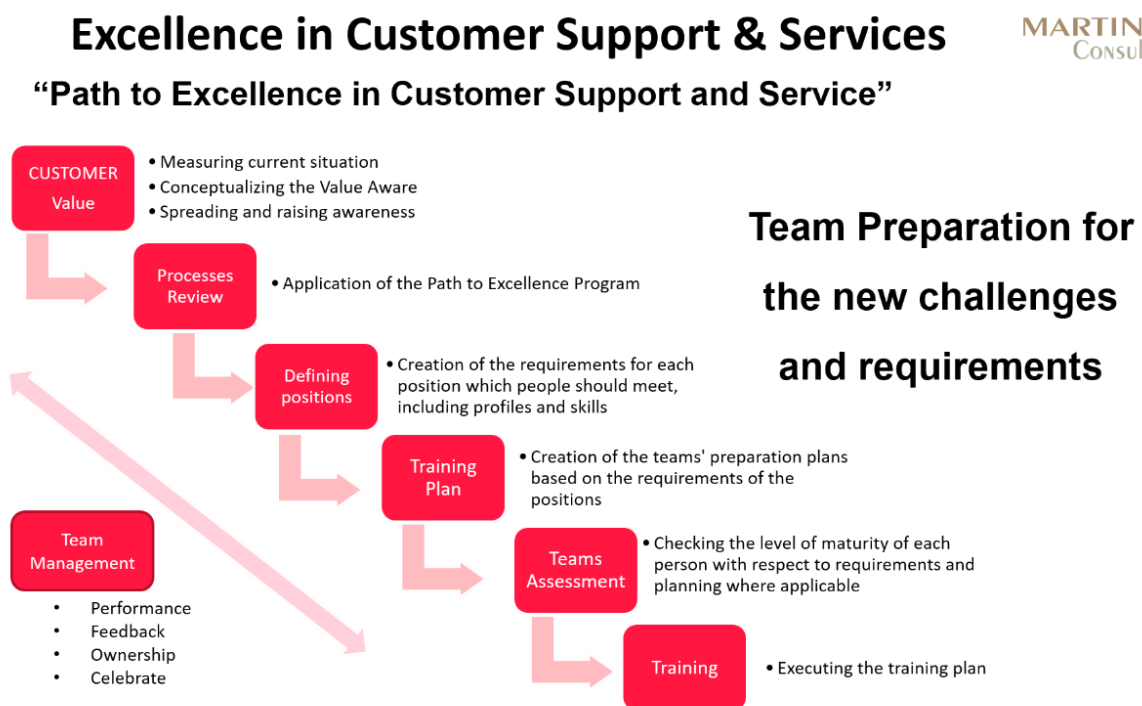 Excellence in Customer Support & Services
MARTIN
Consul
“Path to Excellence in Customer Support and Service”
CUSTOMER
Value
• Measuring current situation
• Conceptualizing the Value Aware
• Spreading and raising awareness
Team Preparation for
the new challenges
and requirements
Processes
Review
• Application of the Path to Excellence Program
Defining
positions
• Creation of the requirements for each
position which people should meet,
including profiles and skills
Training
Plan
• Creation of the teams' preparation plans
based on the requirements of the
positions
Team
Management
• Performance
• Feedback
• Ownership
• Celebrate
Teams
Assessment
• Checking the level of maturity of each
person with respect to requirements and
planning where applicable
Training
• Executing the training plan